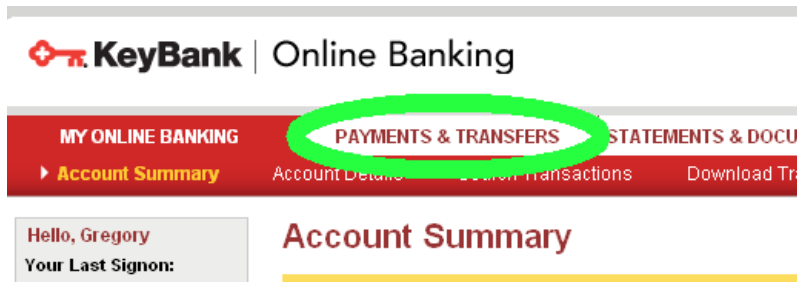 KeyBank | Online Banking
MY ONLINE BANKING PAYMENTS & TRANSFERS STATEMENTS & DOCU
Account Summary Account Details Search Transactions Download Tra
Hello, Gregory
Account Summary
Your Last Signon: